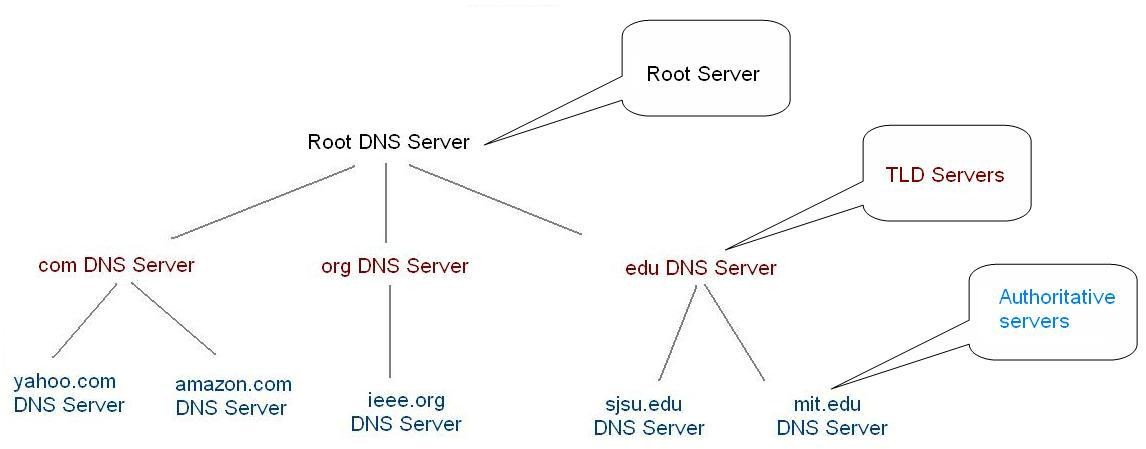 Root Server
Root DNS Server
TLD Servers
com DNS Server
org DNS Server
edu DNS Server
Authoritative
servers
yahoo.com
DNS Server
amazon.com
DNS Server
ieee.org
DNS Server
sjsu.edu
DNS Server
mit.edu
DNS Server